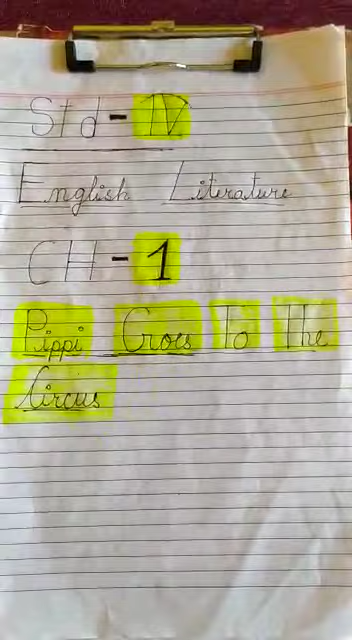 Std - IV
English Literature
CH - 1
Pippi Goes To The
Circus